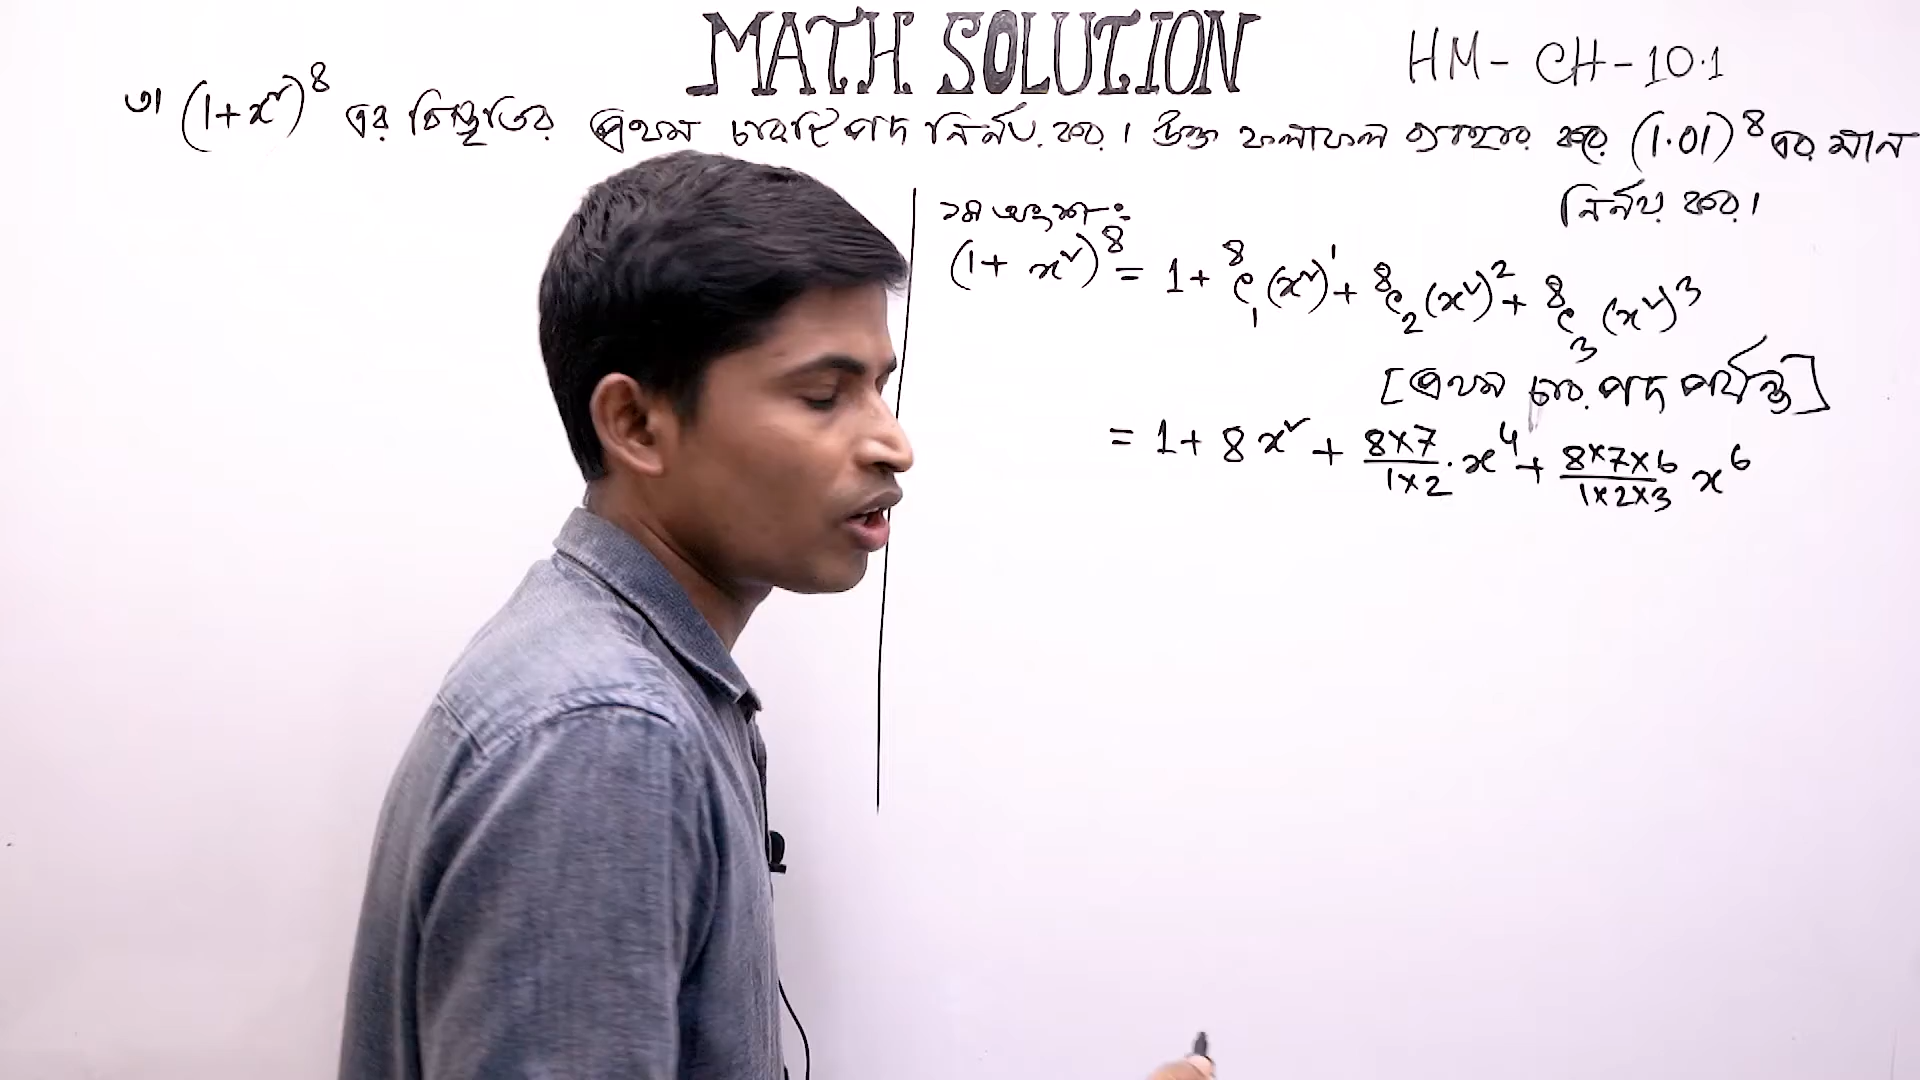 MATH SOLUTION
HM- CH-10.1
৩। (1+x²)⁸ এর বিস্তৃতির প্রথম চারটি পদ নির্ণয় কর। উক্ত ফলাফল ব্যবহার করে (1.01)⁸ এর মান
নির্ণয় কর।
১ম অংশ:
(1+ x²)⁸ = 1+ ⁸c₁(x²)¹ + ⁸c₂(x²)² + ⁸c₃(x²)³
[প্রথম চার পদ পর্যন্ত]
= 1+ 8x² + 8×7/1×2 · x⁴ + 8×7×6/1×2×3 x⁶